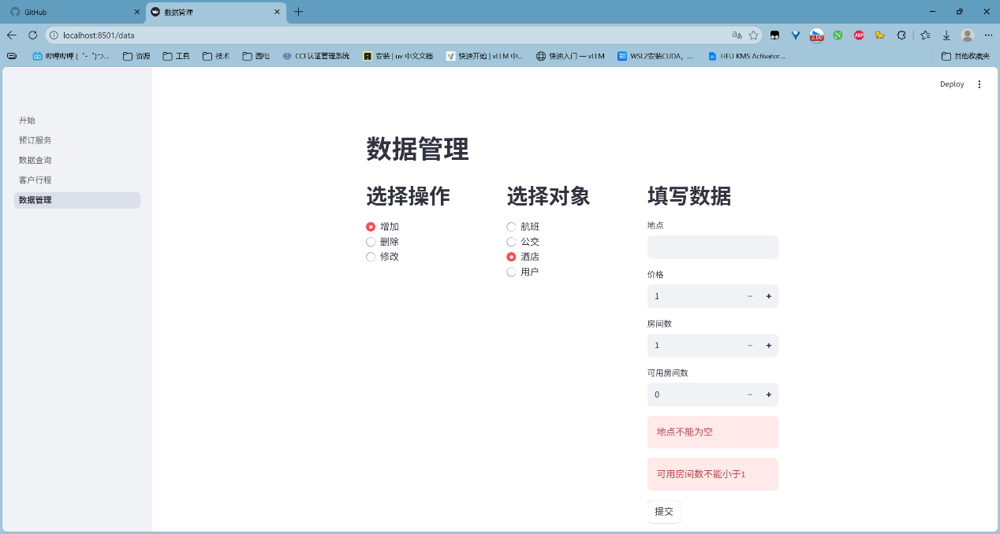 GitHub
数据管理
localhost:8501/data
2.00
ABP
哔哩哔哩 (゜-゜)つ...
资源
工具
技术
西电
CCF认证管理系统
安装 | uv 中文文档
快速开始 | vLLM 中...
快速入门 — vLLM
知
WSL2安装CUDA, ...
HEU KMS Activator...
其他收藏夹
Deploy
开始
预订服务
数据查询
客户行程
数据管理
数据管理
选择操作
增加
删除
修改
选择对象
航班
公交
酒店
用户
填写数据
地点
价格
1
房间数
1
可用房间数
0
地点不能为空
可用房间数不能小于1
提交